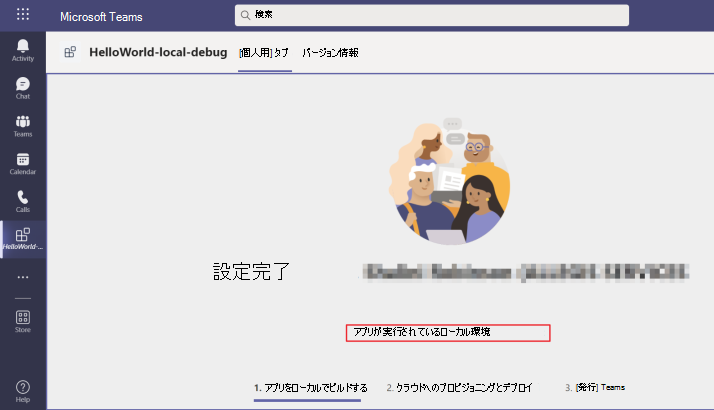 Microsoft Teams
検索
HelloWorld-local-debug
[個人用]タブ
バージョン情報
Activity
Chat
Teams
Calendar
Calls
HelloWorld-...
Store
Help
設定完了
アプリが実行されているローカル環境
1. アプリをローカルでビルドする
2. クラウドへのプロビジョニングとデプロイ
3. [発行] Teams